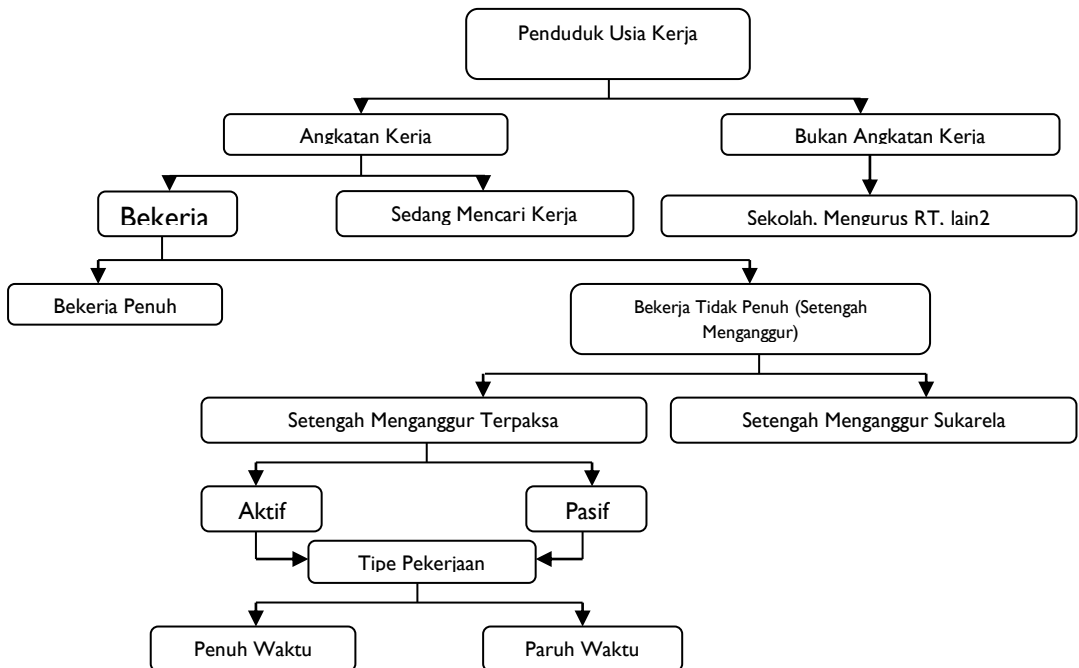 Penduduk Usia Kerja
Angkatan Kerja
Bukan Angkatan Kerja
Bekerja
Sedang Mencari Kerja
Sekolah, Mengurus RT, lain2
Bekerja Penuh
Bekerja Tidak Penuh (Setengah
Menganggur)
Setengah Menganggur Terpaksa
Setengah Menganggur Sukarela
Aktif
Pasif
Tipe Pekerjaan
Penuh Waktu
Paruh Waktu